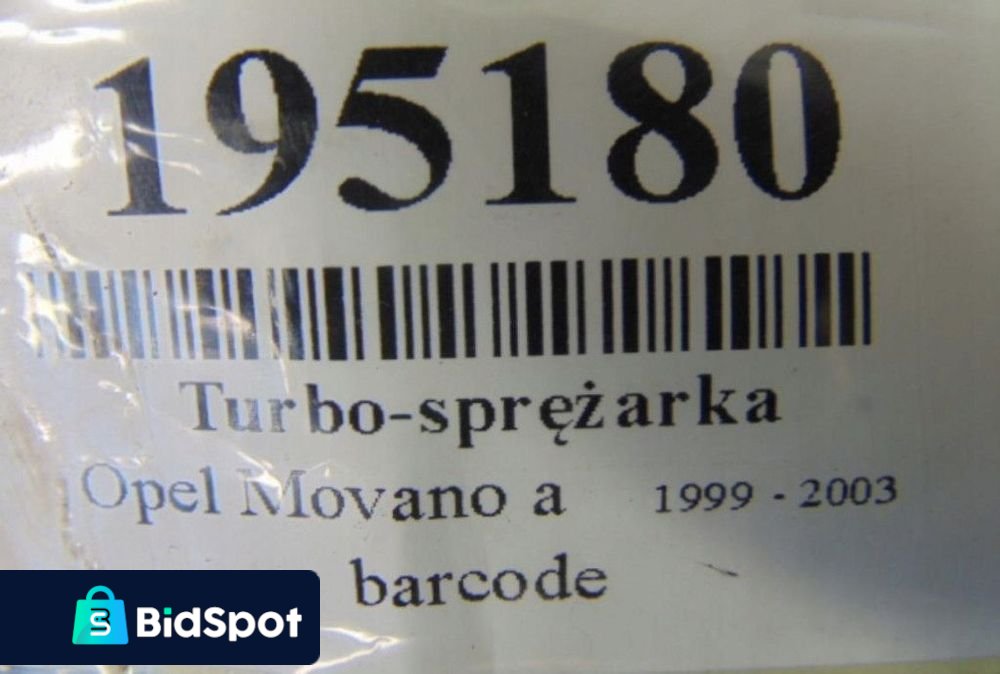 195180
Turbo-sprężarka
Opel Movano a 1999 - 2003
barcode
BidSpot